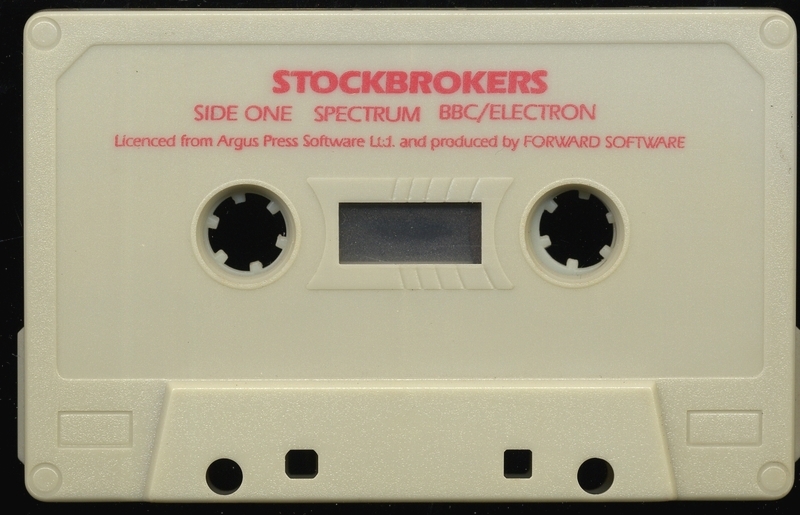 STOCKBROKERS
SIDE ONE SPECTRUM BBC/ELECTRON
Licenced from Argus Press Software Ltd. and produced by FORWARD SOFTWARE